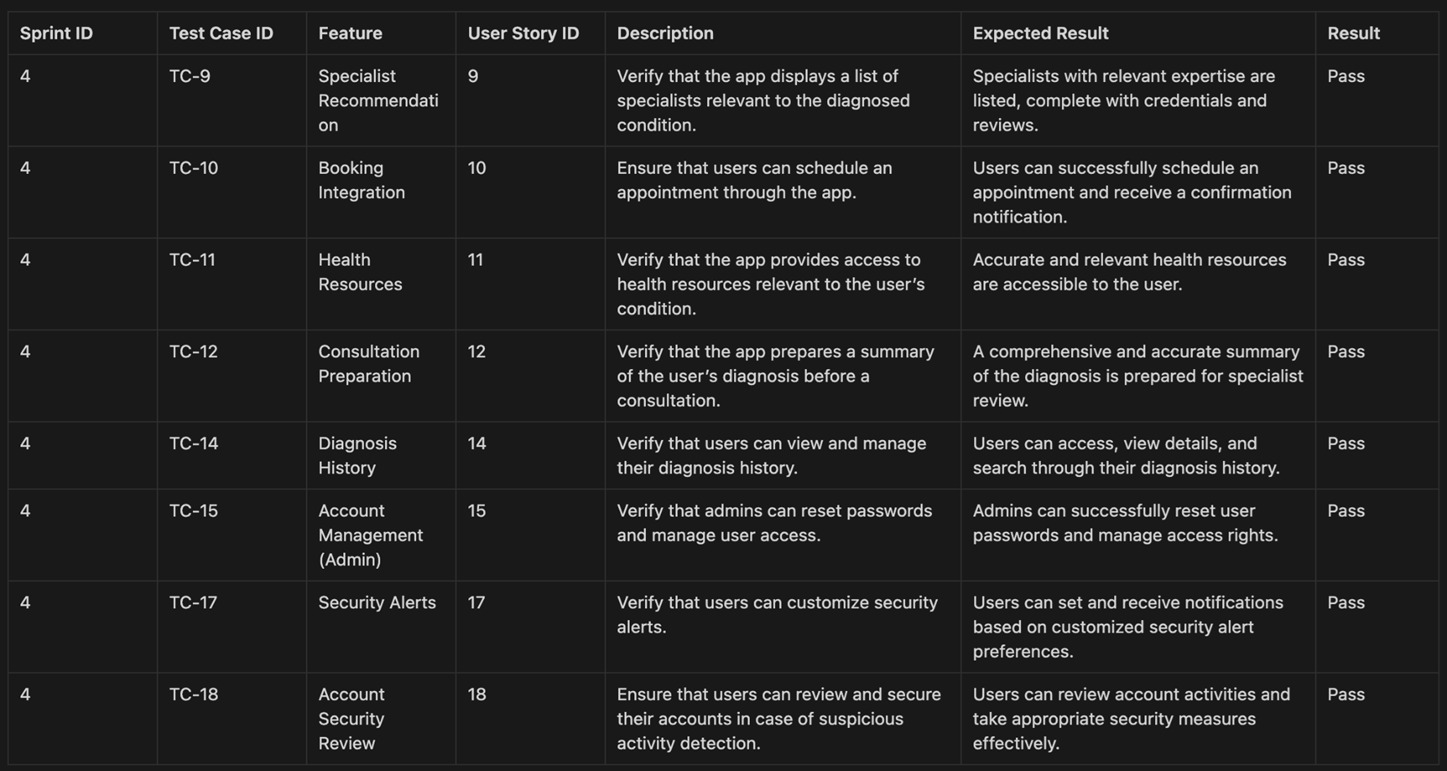 Sprint ID Test Case ID Feature User Story ID Description Expected Result Result
4 TC-9 Specialist 9 Verify that the app displays a list of Specialists with relevant expertise are Pass
Recommendati specialists relevant to the diagnosed listed, complete with credentials and
on condition. reviews.
4 TC-10 Booking 10 Ensure that users can schedule an Users can successfully schedule an Pass
Integration appointment through the app. appointment and receive a confirmation
notification.
4 TC-11 Health 11 Verify that the app provides access to Accurate and relevant health resources Pass
Resources health resources relevant to the user’s are accessible to the user.
condition.
4 TC-12 Consultation 12 Verify that the app prepares a summary A comprehensive and accurate summary Pass
Preparation of the user’s diagnosis before a of the diagnosis is prepared for specialist
consultation. review.
4 TC-14 Diagnosis 14 Verify that users can view and manage Users can access, view details, and Pass
History their diagnosis history. search through their diagnosis history.
4 TC-15 Account 15 Verify that admins can reset passwords Admins can successfully reset user Pass
Management and manage user access. passwords and manage access rights.
(Admin)
4 TC-17 Security Alerts 17 Verify that users can customize security Users can set and receive notifications Pass
alerts. based on customized security alert
preferences.
4 TC-18 Account 18 Ensure that users can review and secure Users can review account activities and Pass
Security their accounts in case of suspicious take appropriate security measures
Review activity detection. effectively.